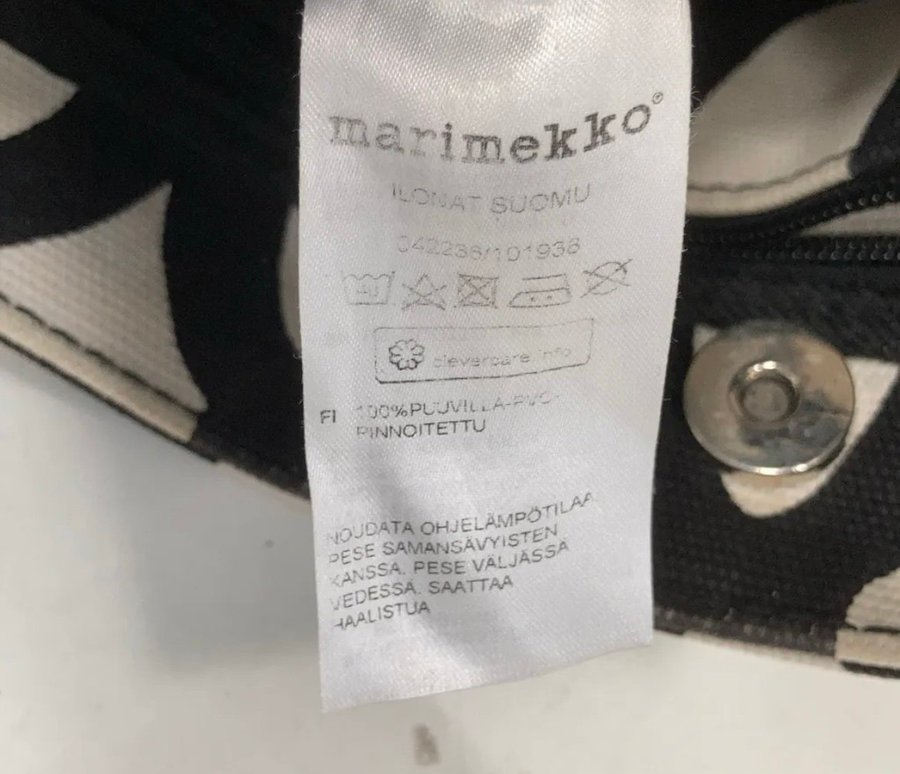 marimekko®
ILONAT SUOMU
042236/101936
clevercare.info
FI 100%PUUVILLA-PVC-
PINNOITETTU
NOUDATA OHJELÄMPÖTILAA
PESE SAMANSÄVYISTEN
KANSSA. PESE VÄLJÄSSÄ
VEDESSÄ. SAATTAA
HAALISTUA